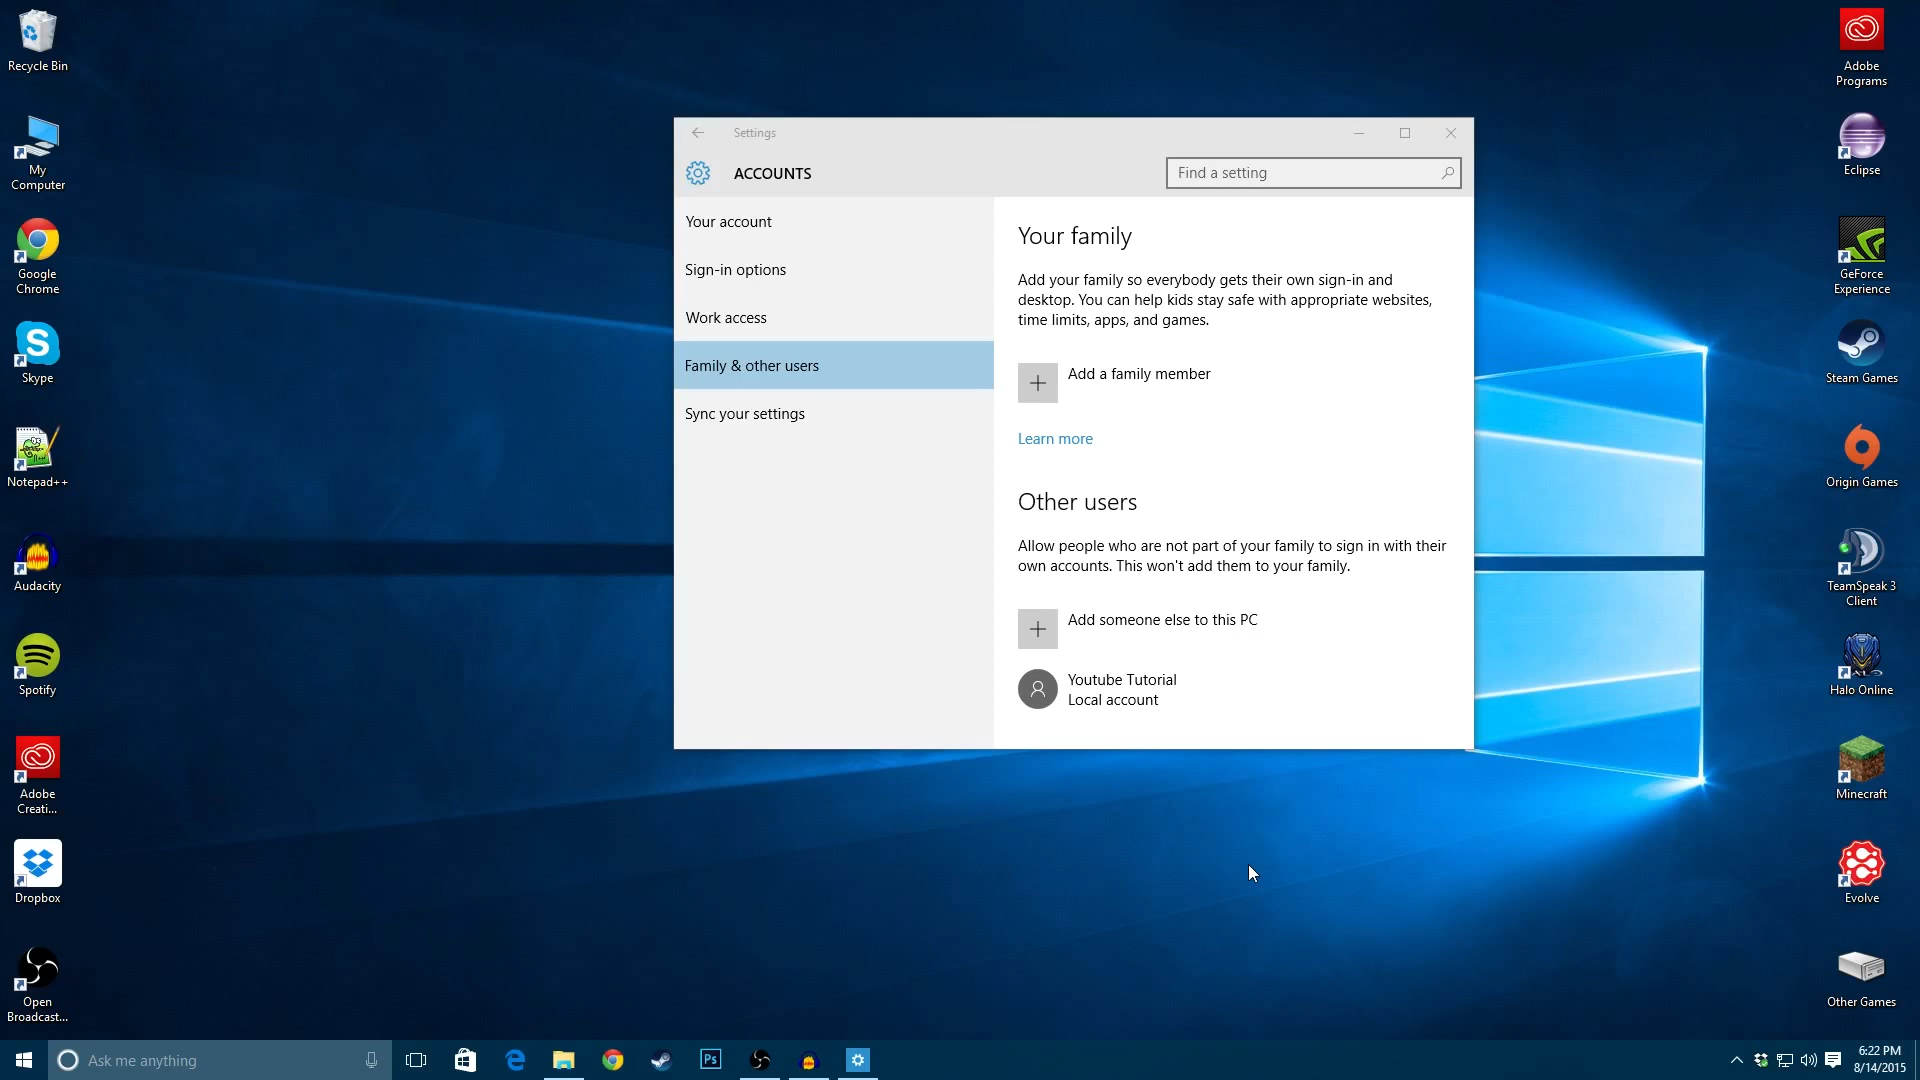 Recycle Bin
My
Computer
Google
Chrome
Skype
Notepad++
Audacity
Spotify
Adobe
Creati...
Dropbox
Open
Broadcast...
Settings
ACCOUNTS
Find a setting
Your account
Sign-in options
Work access
Family & other users
Sync your settings
Your family
Add your family so everybody gets their own sign-in and
desktop. You can help kids stay safe with appropriate websites,
time limits, apps, and games.
Add a family member
Learn more
Other users
Allow people who are not part of your family to sign in with their
own accounts. This won't add them to your family.
Add someone else to this PC
Youtube Tutorial
Local account
Adobe
Programs
Eclipse
GeForce
Experience
Steam Games
Origin Games
TeamSpeak 3
Client
Halo Online
Minecraft
Evolve
Other Games
Ask me anything
Ps
6:22 PM
8/14/2015